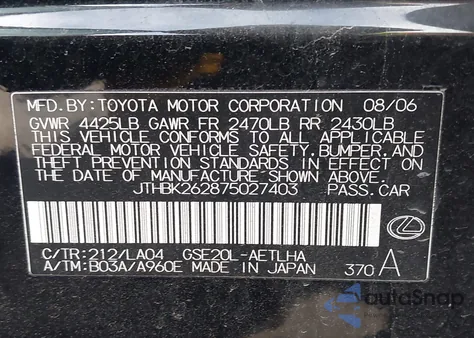 MFD.BY:TOYOTA MOTOR CORPORATION 08/06
GVWR 4425LB GAWR FR 2470LB RR 2430LB
THIS VEHICLE CONFORMS TO ALL APPLICABLE
FEDERAL MOTOR VEHICLE SAFETY, BUMPER, AND
THEFT PREVENTION STANDARDS IN EFFECT ON
THE DATE OF MANUFACTURE SHOWN ABOVE.
JTHBK262875027403 PASS.CAR
C/TR:212/LA04 GSE20L-AETLHA
A/TM:B03A/A960E MADE IN JAPAN 370 A
autoSnap